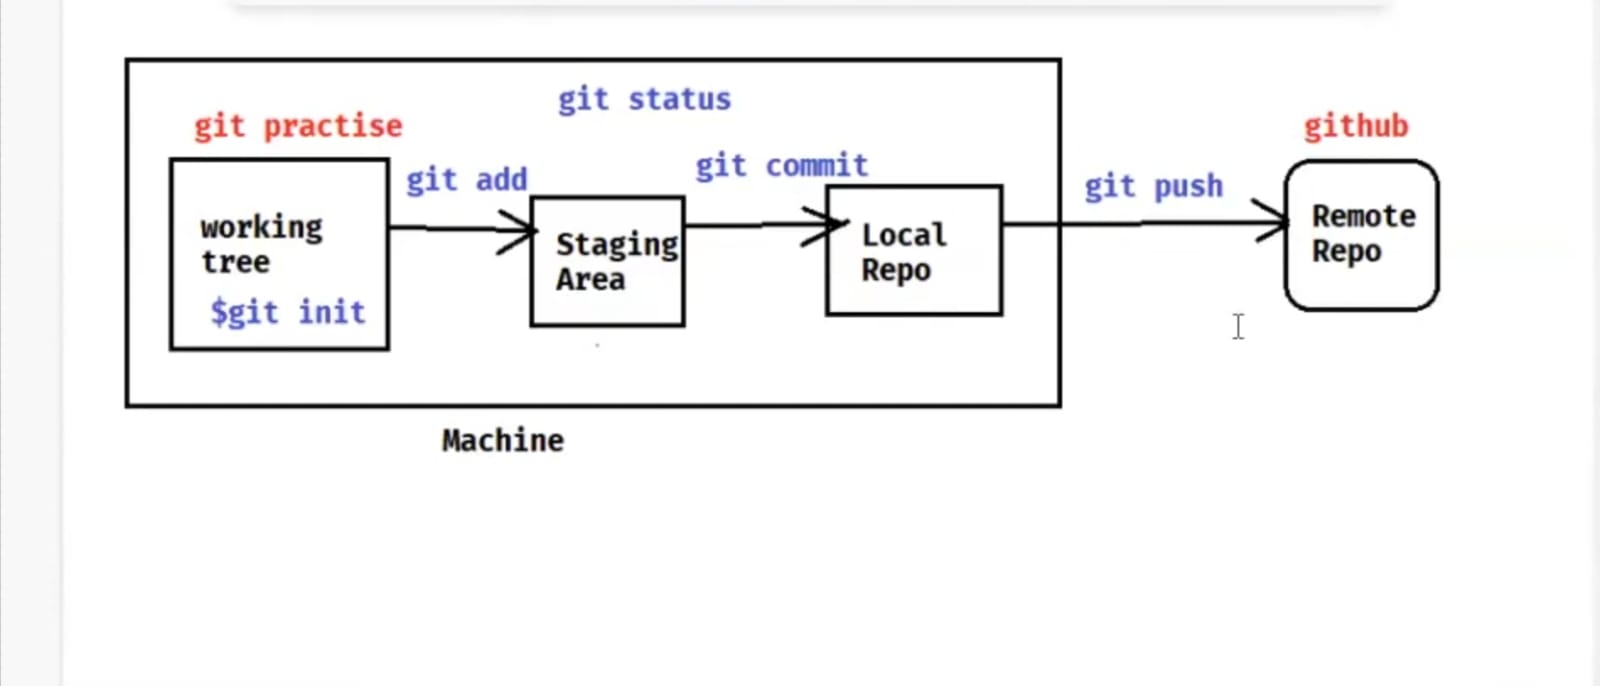 git status
git practise
github
git add
git commit
git push
working
tree
$git init
Staging
Area
Local
Repo
Remote
Repo
Machine